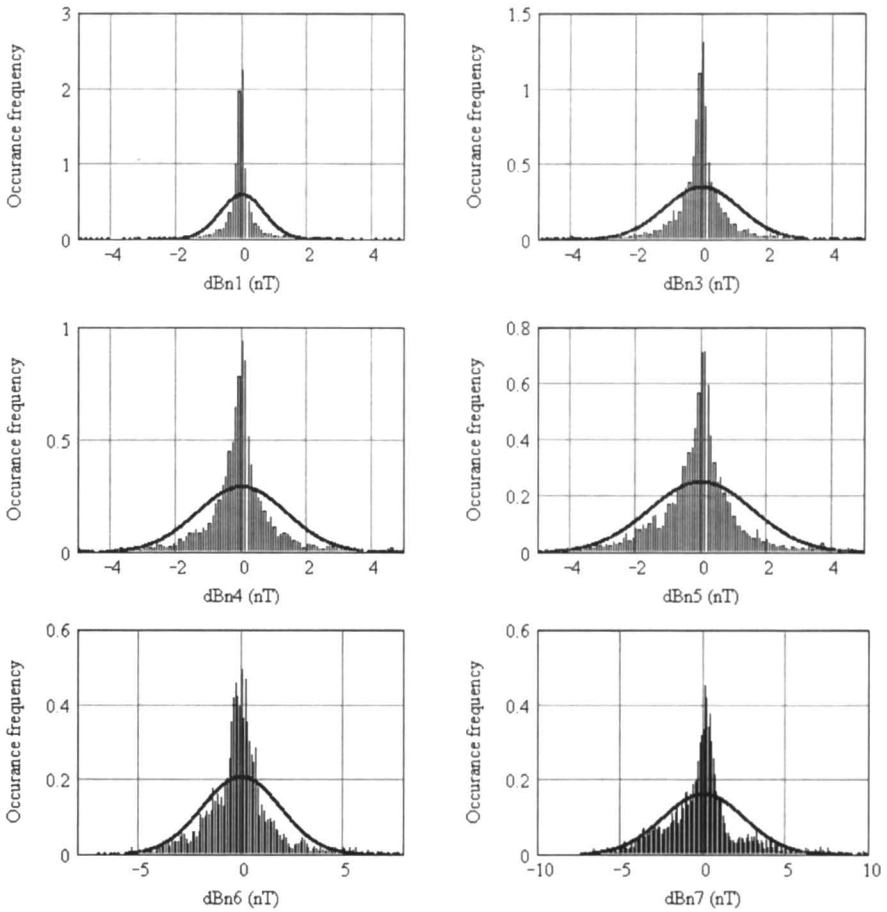 3
2
1
0
Occurance frequency
-4 -2 0 2 4
dBn1 (nT)
1.5
1
0.5
0
Occurance frequency
-4 -2 0 2 4
dBn3 (nT)
1
0.5
0
Occurance frequency
-4 -2 0 2 4
dBn4 (nT)
0.8
0.6
0.4
0.2
0
Occurance frequency
-4 -2 0 2 4
dBn5 (nT)
0.6
0.4
0.2
0
Occurance frequency
-5 0 5
dBn6 (nT)
0.6
0.4
0.2
0
Occurance frequency
-10 -5 0 5 10
dBn7 (nT)